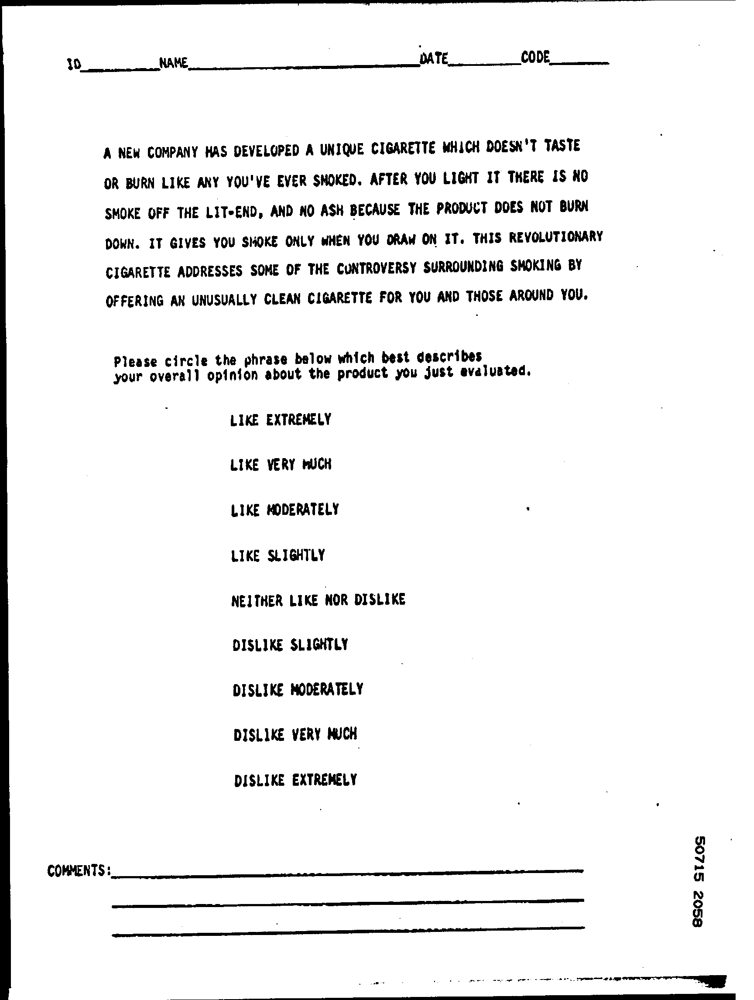 ID__________NAME______________________________DATE_________CODE________
A NEW COMPANY HAS DEVELOPED A UNIQUE CIGARETTE WHICH DOESN'T TASTE
OR BURN LIKE ANY YOU'VE EVER SMOKED. AFTER YOU LIGHT IT THERE IS NO
SMOKE OFF THE LIT-END, AND NO ASH BECAUSE THE PRODUCT DOES NOT BURN
DOWN. IT GIVES YOU SMOKE ONLY WHEN YOU DRAW ON IT. THIS REVOLUTIONARY
CIGARETTE ADDRESSES SOME OF THE CONTROVERSY SURROUNDING SMOKING BY
OFFERING AN UNUSUALLY CLEAN CIGARETTE FOR YOU AND THOSE AROUND YOU.
Please circle the phrase below which best describes
your overall opinion about the product you just evaluated.
LIKE EXTREMELY
LIKE VERY MUCH
LIKE MODERATELY
LIKE SLIGHTLY
NEITHER LIKE NOR DISLIKE
DISLIKE SLIGHTLY
DISLIKE MODERATELY
DISLIKE VERY MUCH
DISLIKE EXTREMELY
COMMENTS:
50715 2058